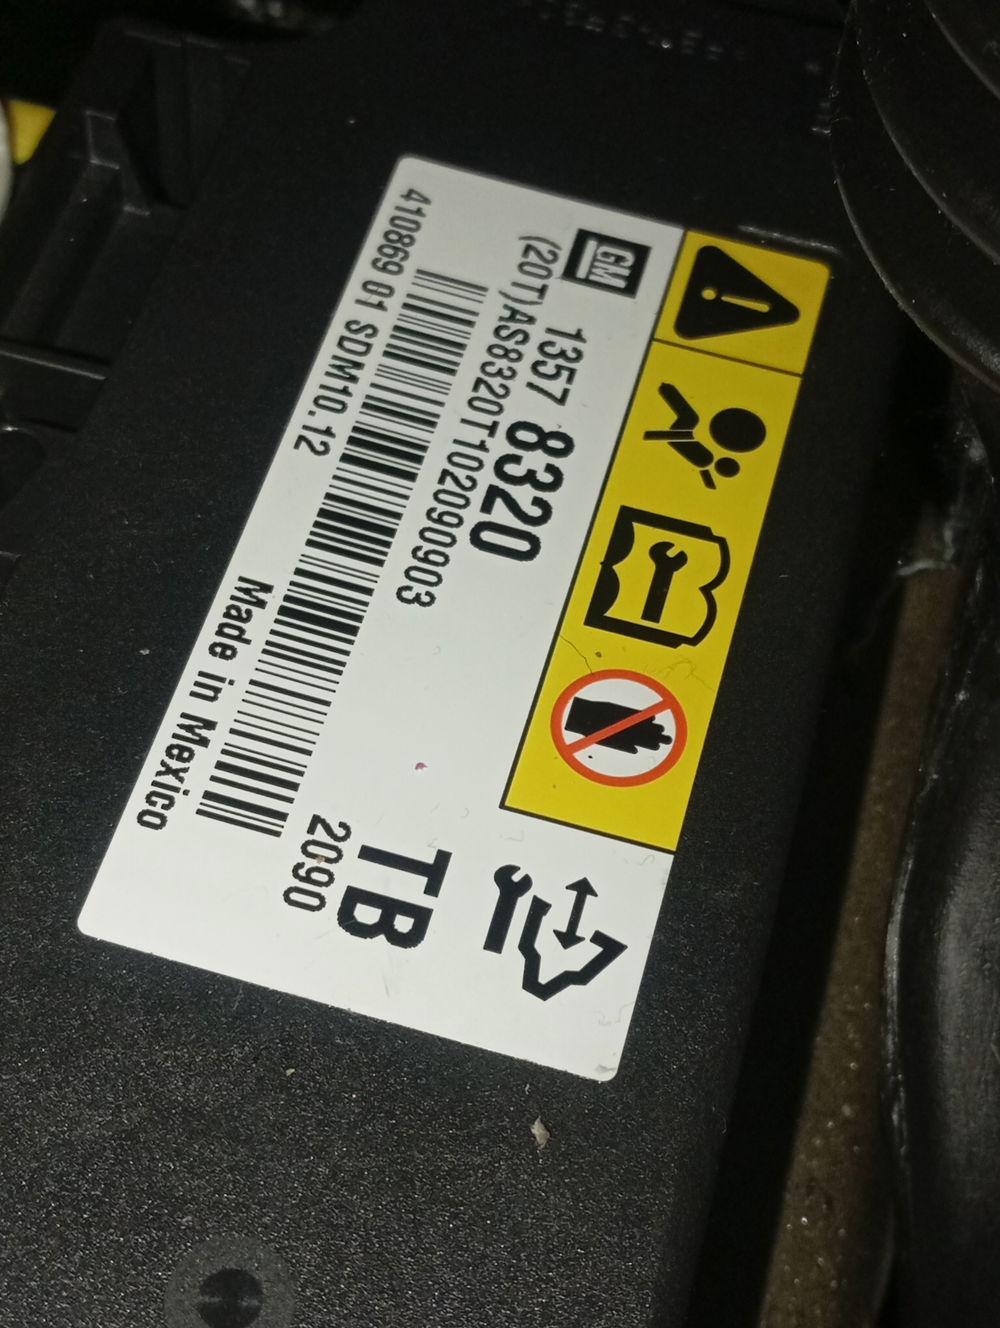 GM
1357 8320
(20T)AS8320T102090903
410869 01 SDM10.12
Made in Mexico
TB
2090